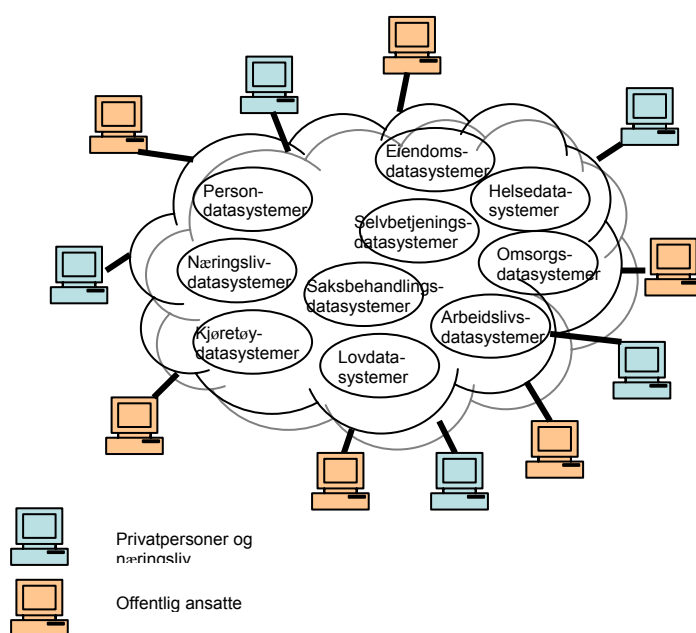 Eiendoms-
datasystemer
Person-
datasystemer
Helsedata-
systemer
Selvbetjenings-
datasystemer
Næringsliv-
datasystemer
Omsorgs-
datasystemer
Saksbehandlings-
datasystemer
Arbeidslivs-
datasystemer
Kjøretøy-
datasystemer
Lovdata-
systemer
Privatpersoner og
næringsliv
Offentlig ansatte